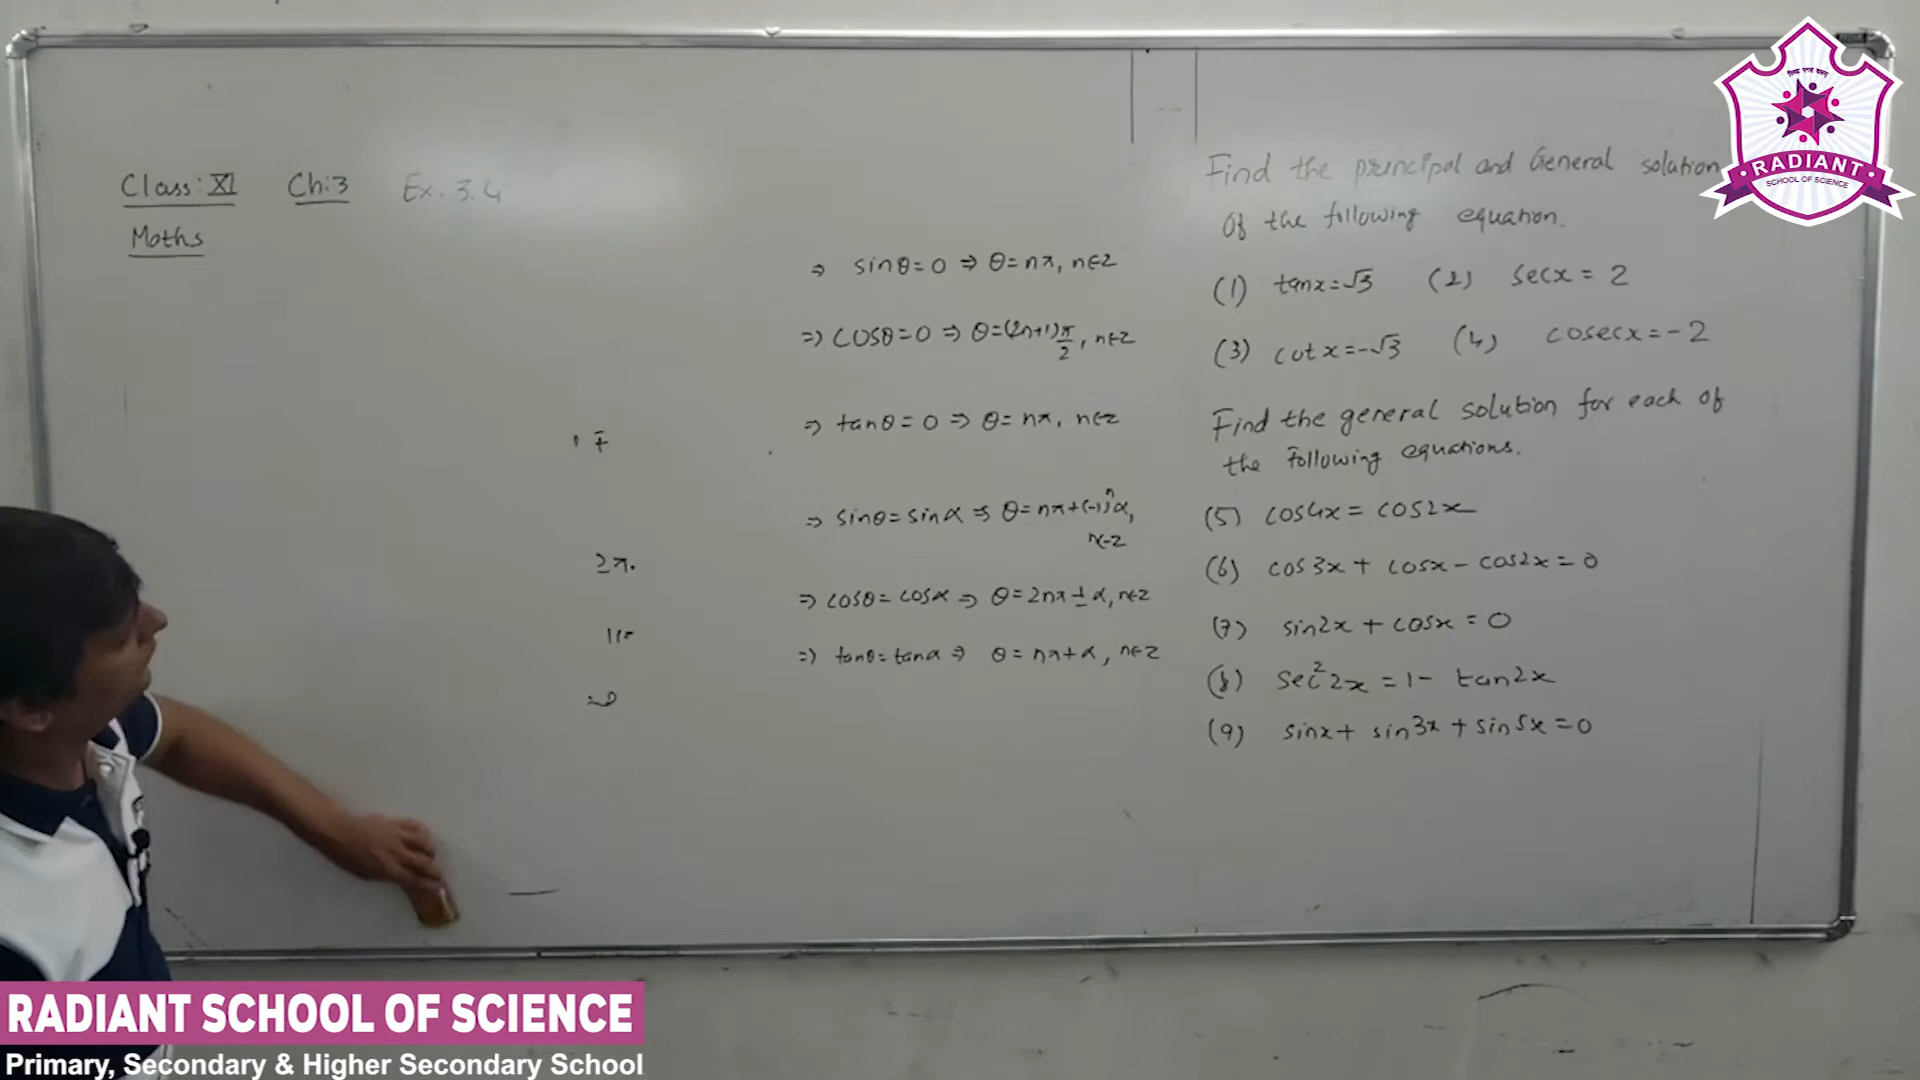 Class: XI Ch:3 Ex. 3.4
Maths
⇒ sinθ = 0 ⇒ θ = nπ, n∈Z
⇒ cosθ = 0 ⇒ θ = (2n+1)π/2, n∈Z
⇒ tanθ = 0 ⇒ θ = nπ, n∈Z
⇒ sinθ = sinα ⇒ θ = nπ + (-1)ⁿα,
n∈Z
⇒ cosθ = cosα ⇒ θ = 2nπ ± α, n∈Z
⇒ tanθ = tanα ⇒ θ = nπ + α, n∈Z
2π.
Find the principal and General solution
of the following equation.
(1) tanx = √3 (2) secx = 2
(3) cotx = -√3 (4) cosecx = -2
Find the general solution for each of
the following equations.
(5) cos4x = cos2x
(6) cos3x + cosx - cos2x = 0
(7) sin2x + cosx = 0
(8) sec²2x = 1 - tan2x
(9) sinx + sin3x + sin5x = 0
RADIANT
SCHOOL OF SCIENCE
RADIANT SCHOOL OF SCIENCE
Primary, Secondary & Higher Secondary School